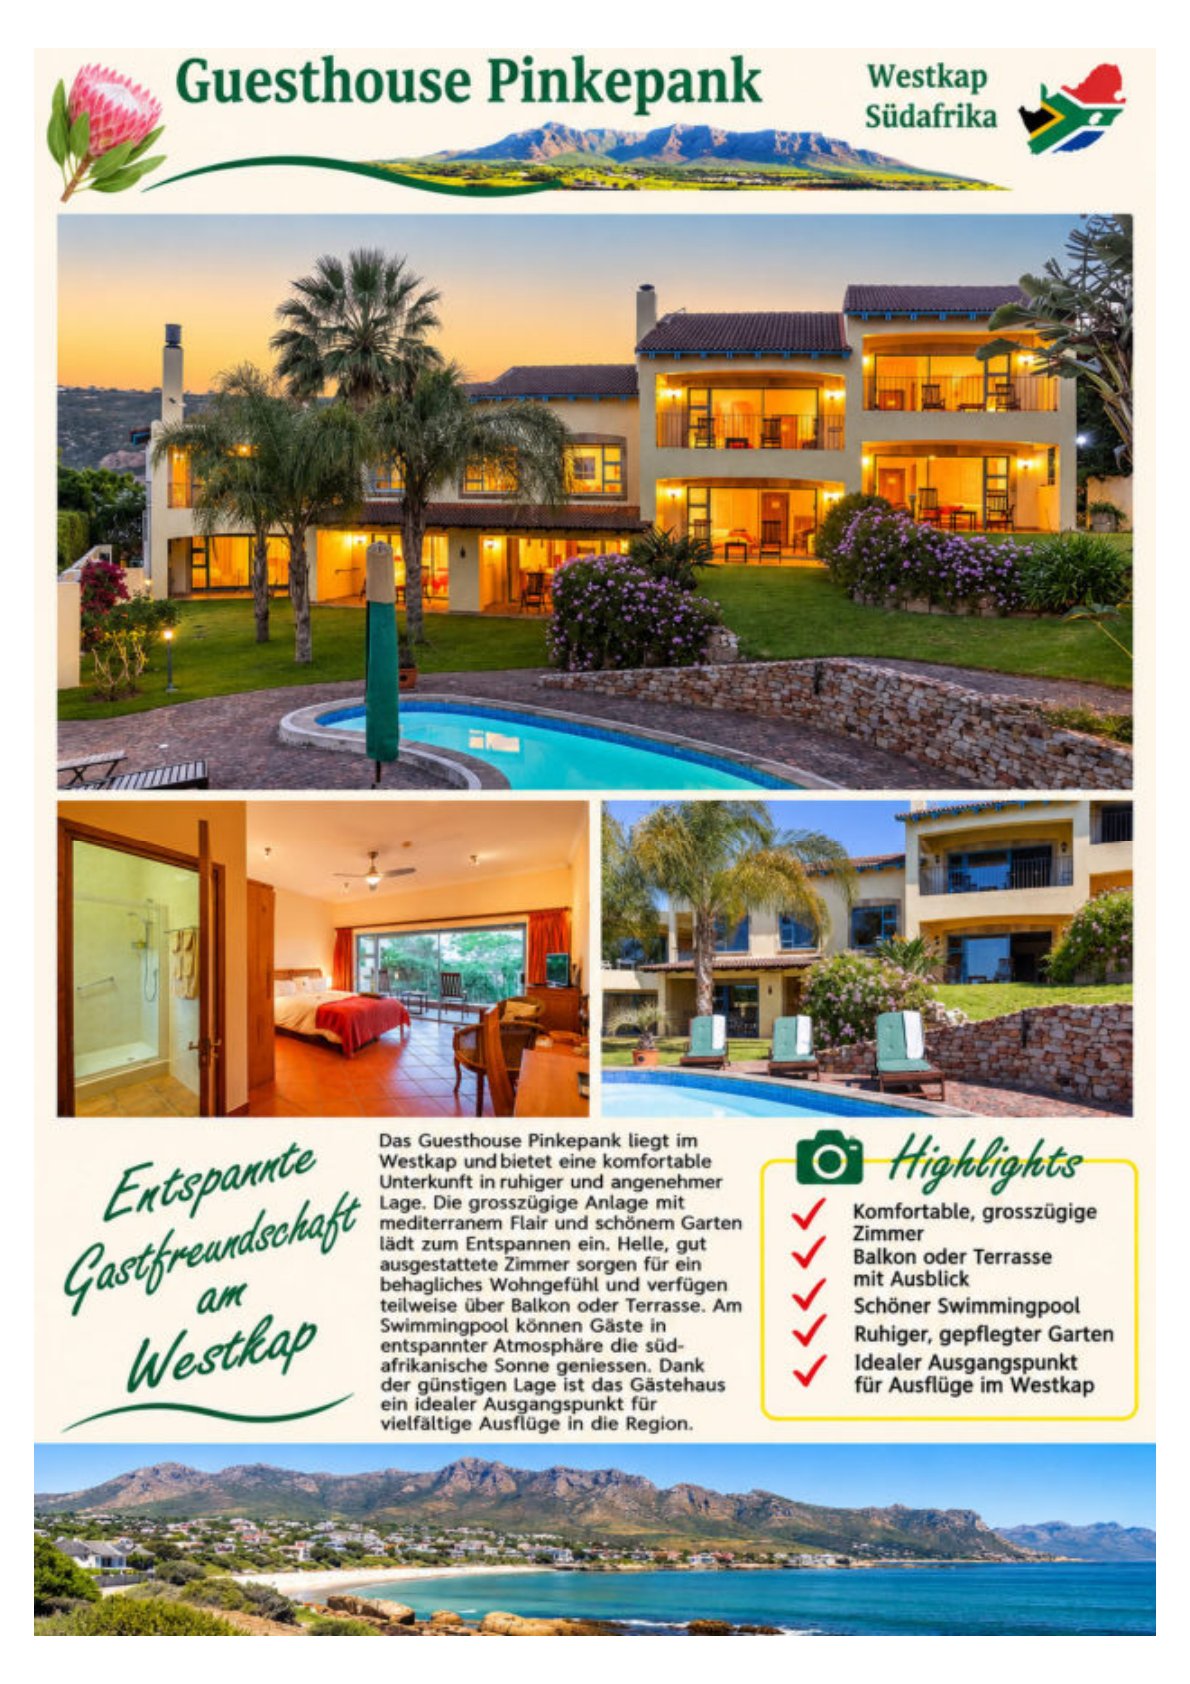 Guesthouse Pinkepank
Westkap
Südafrika
Entspannte
Gastfreundschaft
am
Westkap
Das Guesthouse Pinkepank liegt im
Westkap und bietet eine komfortable
Unterkunft in ruhiger und angenehmer
Lage. Die grosszügige Anlage mit
mediterranem Flair und schönem Garten
lädt zum Entspannen ein. Helle, gut
ausgestattete Zimmer sorgen für ein
behagliches Wohngefühl und verfügen
teilweise über Balkon oder Terrasse. Am
Swimmingpool können Gäste in
entspannter Atmosphäre die süd-
afrikanische Sonne geniessen. Dank
der günstigen Lage ist das Gästehaus
ein idealer Ausgangspunkt für
vielfältige Ausflüge in die Region.
Highlights
Komfortable, grosszügige
Zimmer
Balkon oder Terrasse
mit Ausblick
Schöner Swimmingpool
Ruhiger, gepflegter Garten
Idealer Ausgangspunkt
für Ausflüge im Westkap